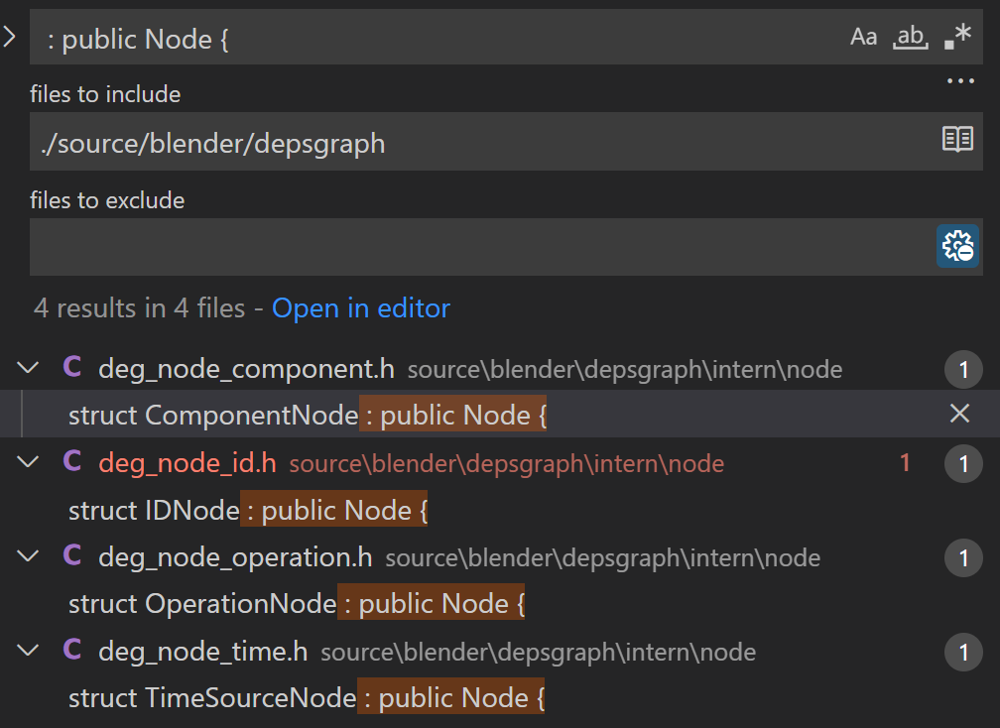 : public Node {
Aa ab .*
files to include
...
./source/blender/depsgraph
files to exclude
4 results in 4 files - Open in editor
C deg_node_component.h source\blender\depsgraph\intern\node 1
struct ComponentNode : public Node {
C deg_node_id.h source\blender\depsgraph\intern\node 1 1
struct IDNode : public Node {
C deg_node_operation.h source\blender\depsgraph\intern\node 1
struct OperationNode : public Node {
C deg_node_time.h source\blender\depsgraph\intern\node 1
struct TimeSourceNode : public Node {